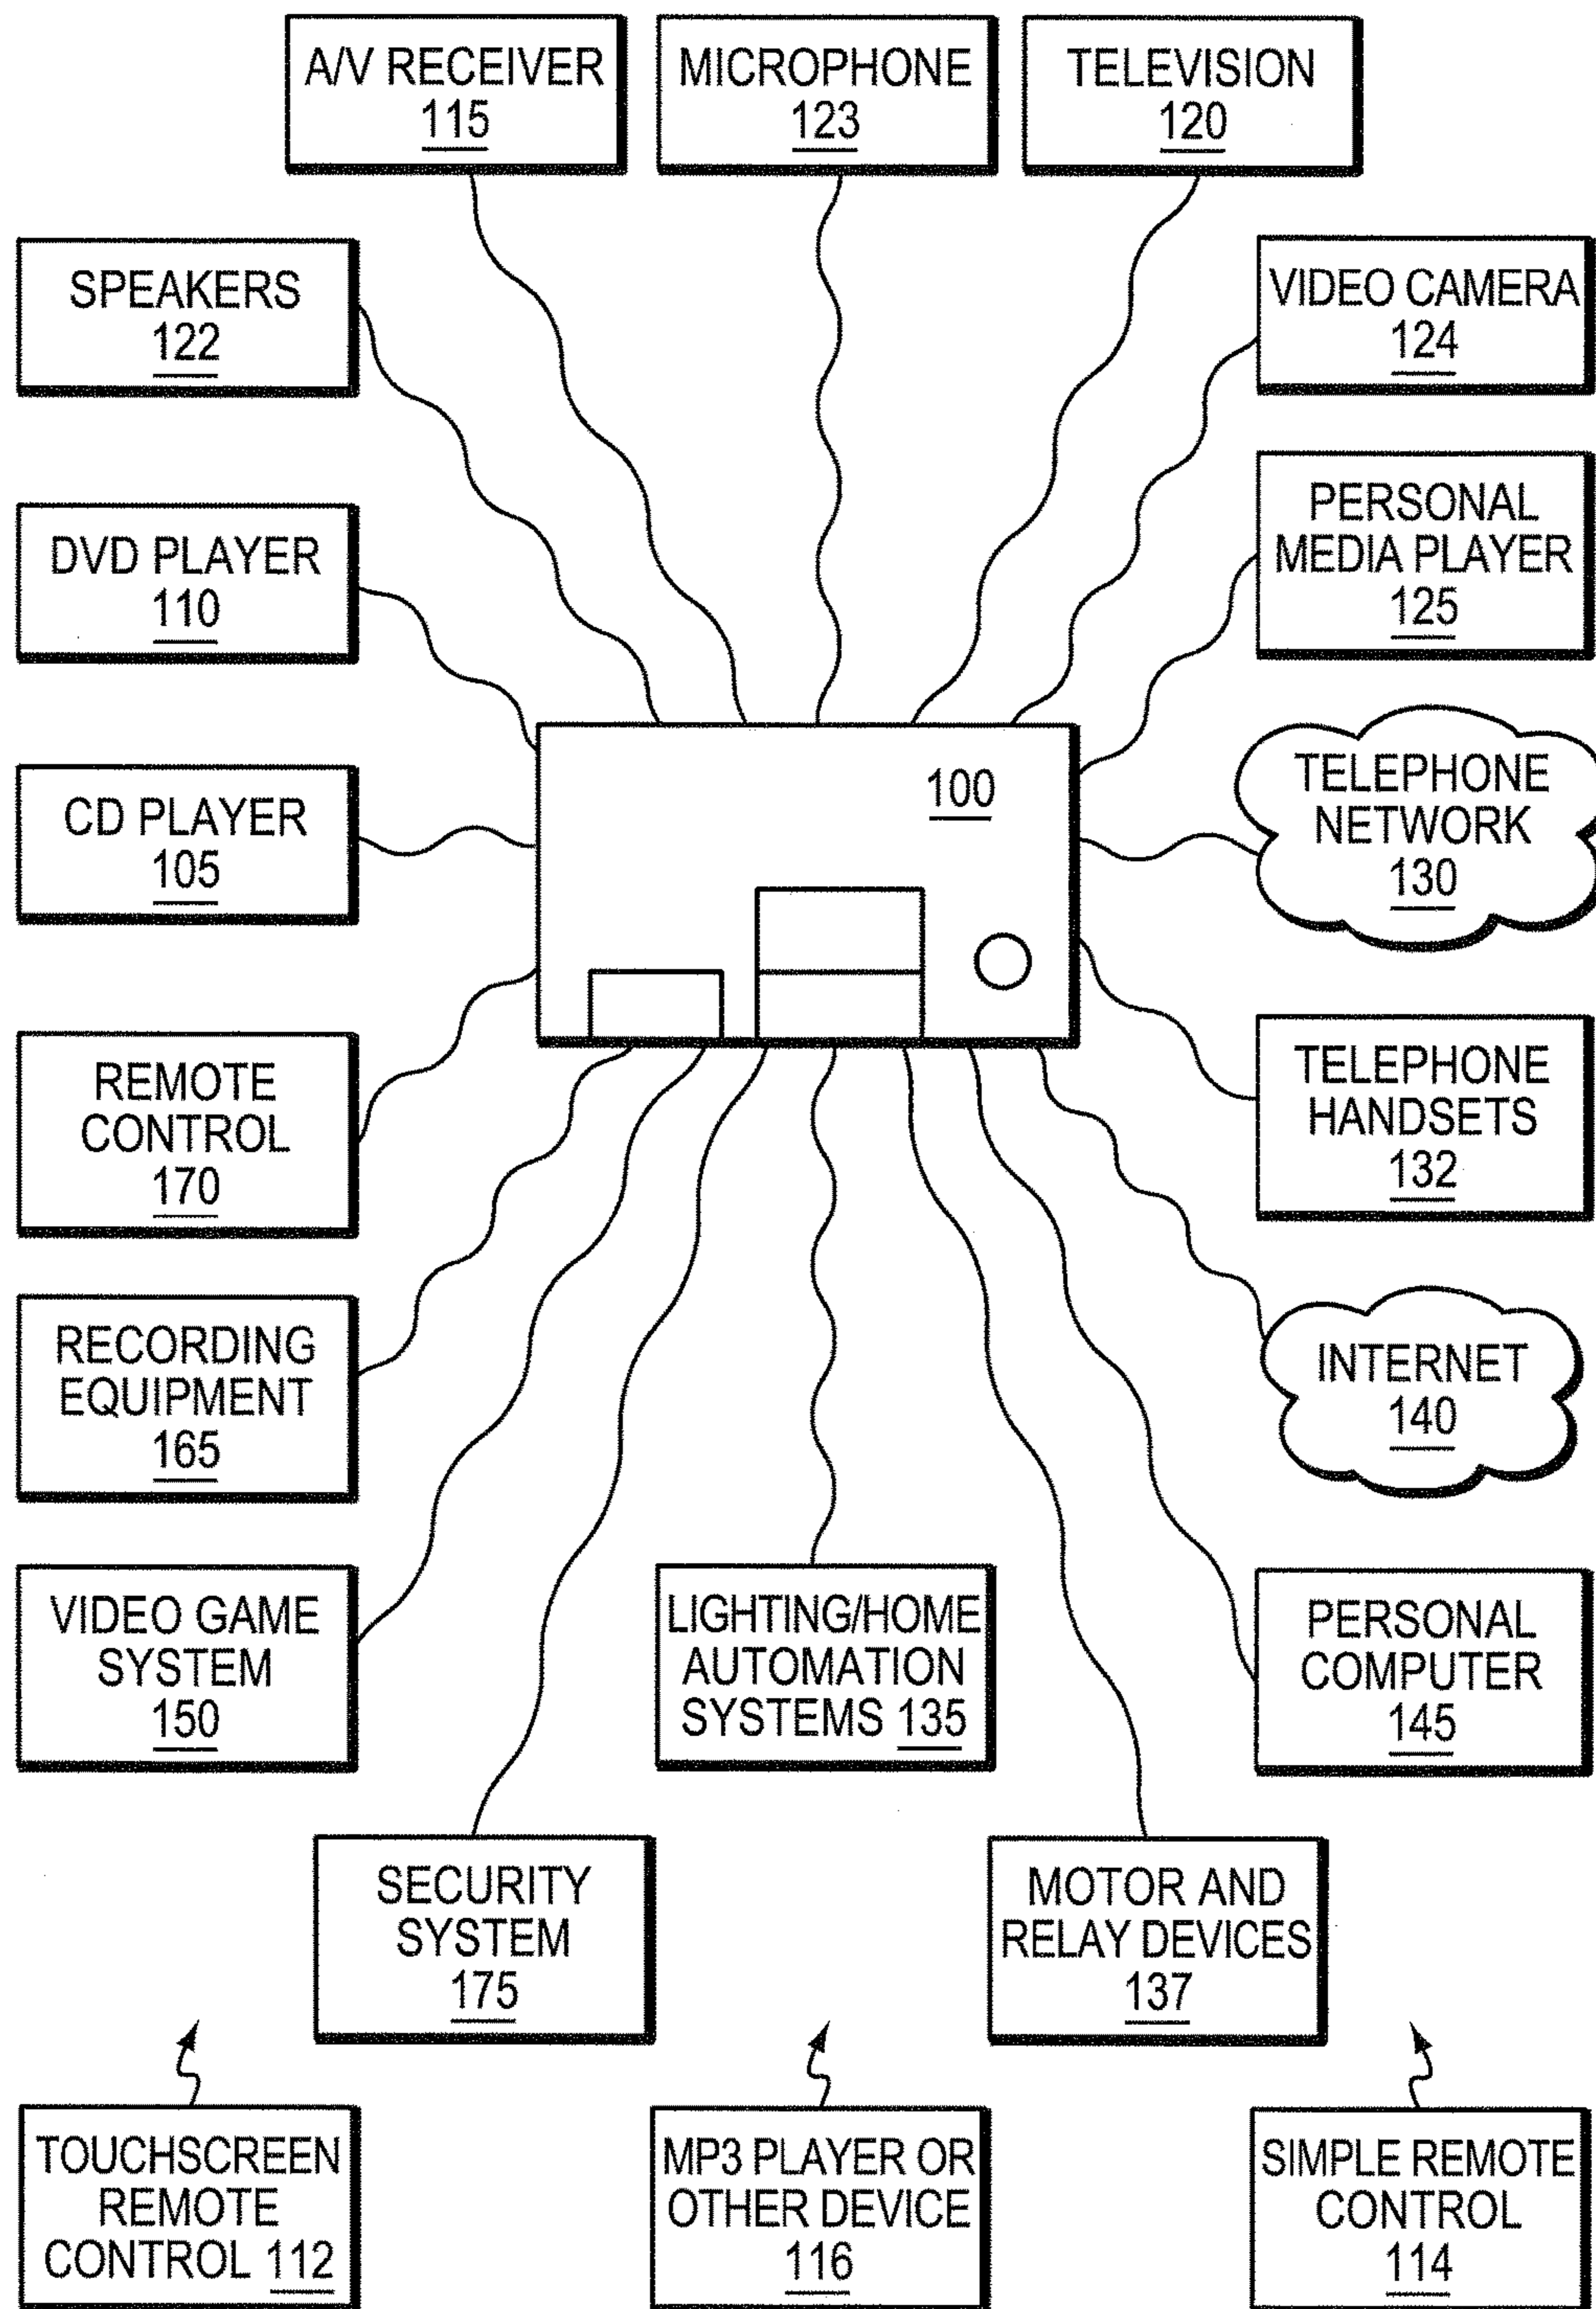 A/V RECEIVER
115
MICROPHONE
123
TELEVISION
120
SPEAKERS
122
VIDEO CAMERA
124
DVD PLAYER
110
PERSONAL
MEDIA PLAYER
125
100
CD PLAYER
105
TELEPHONE
NETWORK
130
REMOTE
CONTROL
170
TELEPHONE
HANDSETS
132
RECORDING
EQUIPMENT
165
INTERNET
140
VIDEO GAME
SYSTEM
150
LIGHTING/HOME
AUTOMATION
SYSTEMS 135
PERSONAL
COMPUTER
145
SECURITY
SYSTEM
175
MOTOR AND
RELAY DEVICES
137
TOUCHSCREEN
REMOTE
CONTROL 112
MP3 PLAYER OR
OTHER DEVICE
116
SIMPLE REMOTE
CONTROL
114